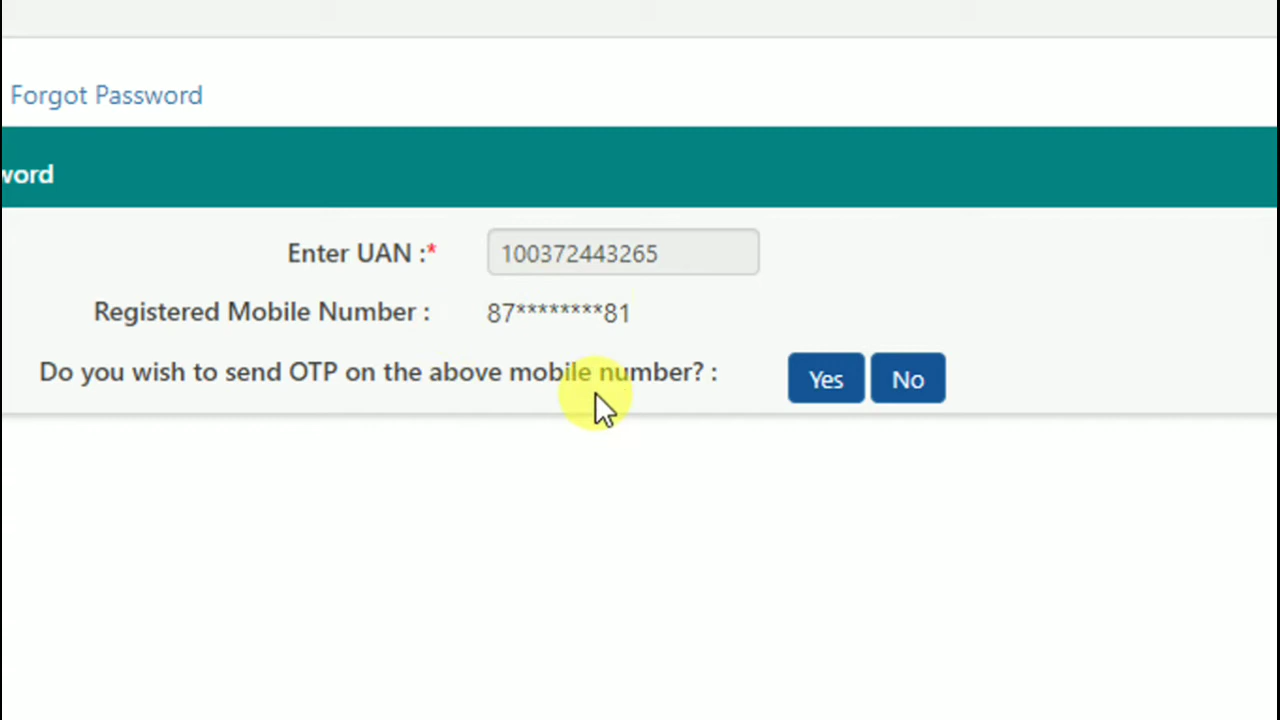 Forgot Password
word
Enter UAN :* 100372443265
Registered Mobile Number : 87********81
Do you wish to send OTP on the above mobile number? : Yes No